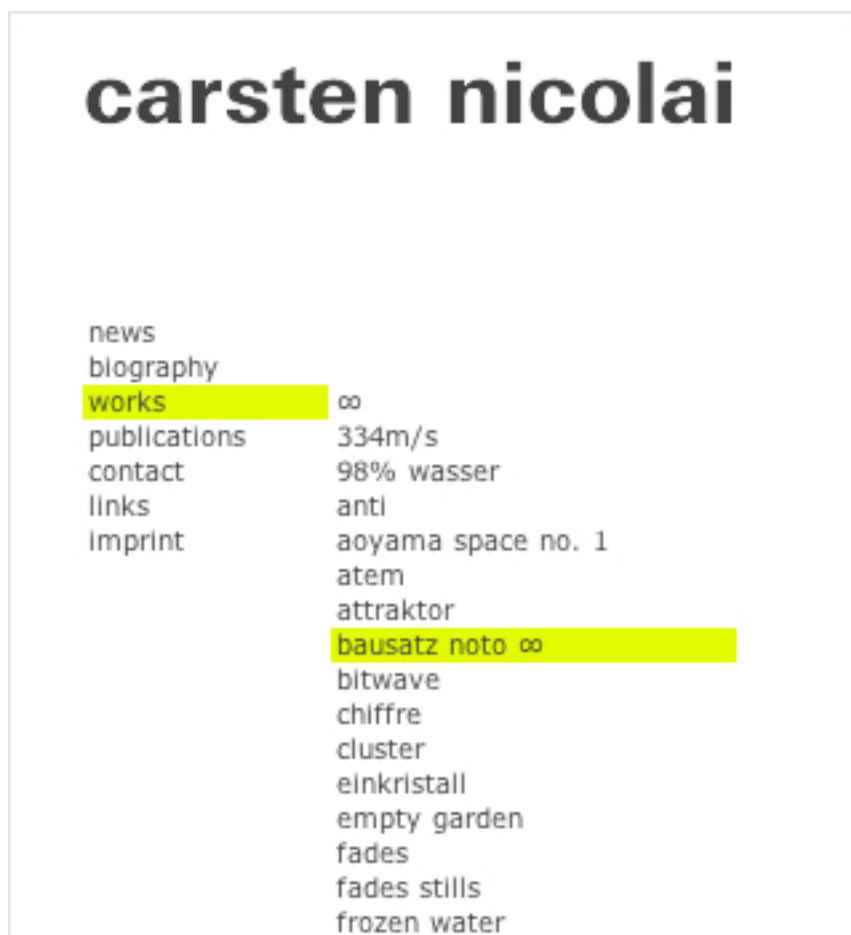 carsten nicolai
news
biography
works
publications
contact
links
imprint
∞
334m/s
98% wasser
anti
aoyama space no. 1
atem
attraktor
bausatz noto ∞
bitwave
chiffre
cluster
einkristall
empty garden
fades
fades stills
frozen water